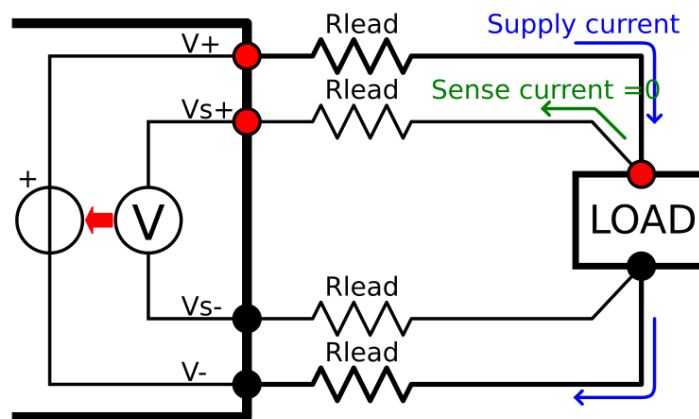 Supply current
Rlead
V+
Rlead
Sense current =0
Vs+
+
V
LOAD
Vs-
Rlead
Rlead
V-